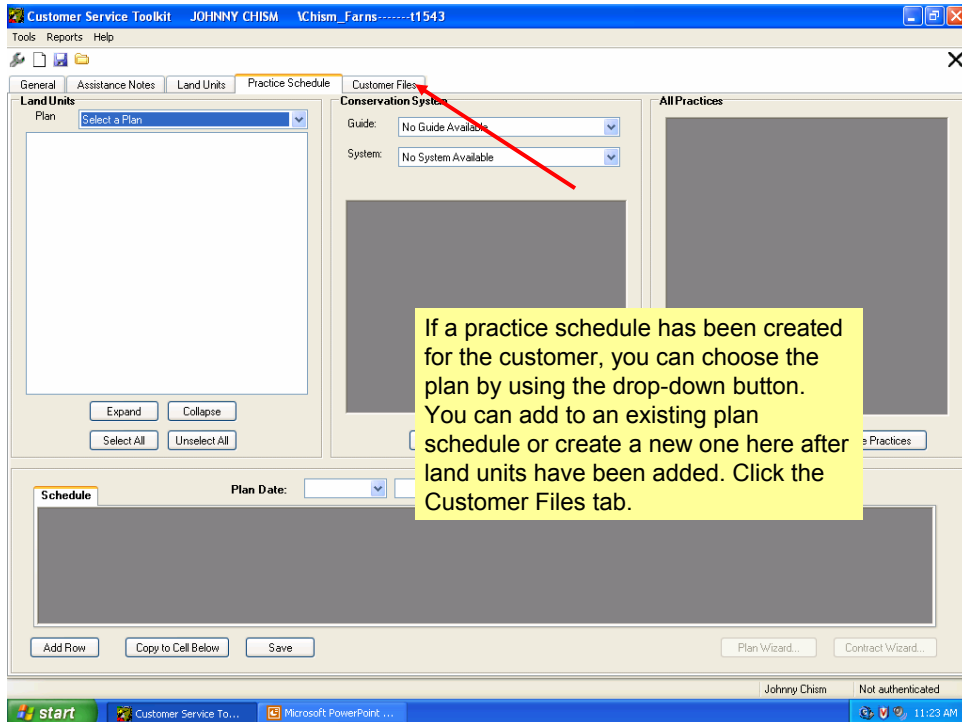 Customer Service Toolkit JOHNNY CHISM \Chism_Farns-------t1543
Tools Reports Help
General Assistance Notes Land Units Practice Schedule Customer Files
Land Units Conservation System All Practices
Plan Select a Plan
Guide: No Guide Available
System: No System Available
If a practice schedule has been created
for the customer, you can choose the
plan by using the drop-down button.
You can add to an existing plan
schedule or create a new one here after
land units have been added. Click the
Customer Files tab.
Expand Collapse
Select All Unselect All
Practices
Schedule Plan Date:
Add Row Copy to Cell Below Save Plan Wizard... Contract Wizard...
Johnny Chism Not authenticated
start Customer Service To... Microsoft PowerPoint ... 11:23 AM